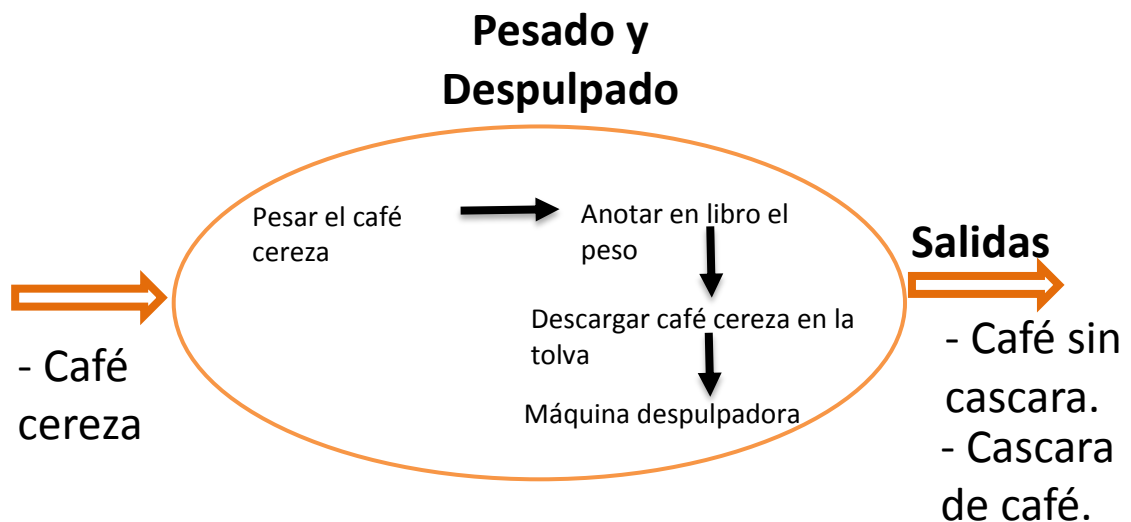 Pesado y
Despulpado
Pesar el café
cereza
Anotar en libro el
peso
Descargar café cereza en la
tolva
Máquina despulpadora
- Café
cereza
Salidas
- Café sin
cascara.
- Cascara
de café.